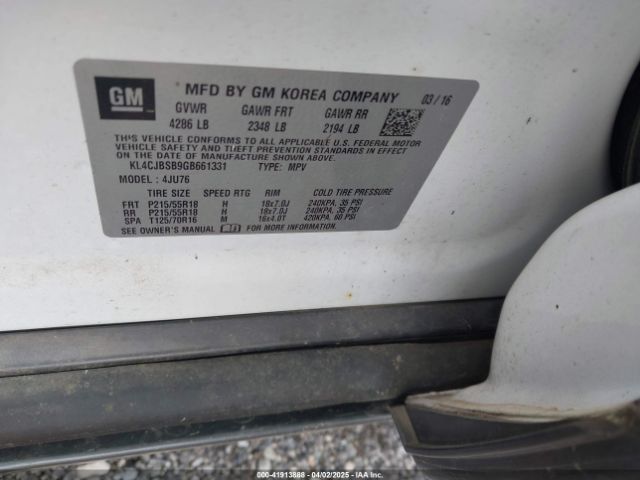 GM
MFD BY GM KOREA COMPANY 03/16
GVWR GAWR FRT GAWR RR
4286 LB 2348 LB 2194 LB
THIS VEHICLE CONFORMS TO ALL APPLICABLE U.S. FEDERAL MOTOR
VEHICLE SAFETY AND THEFT PREVENTION STANDARDS IN EFFECT ON
THE DATE OF MANUFACTURE SHOWN ABOVE.
KL4CJBSB9GB661331 TYPE: MPV
MODEL: 4JU76
TIRE SIZE SPEED RTG RIM COLD TIRE PRESSURE
FRT P215/55R18 H 18x7.0J 240KPA, 35 PSI
RR P215/55R18 H 18x7.0J 240KPA, 35 PSI
SPA T125/70R16 M 16x4.0T 420KPA, 60 PSI
SEE OWNER'S MANUAL FOR MORE INFORMATION.
000-41913888 - 04/02/2025 - IAAI.COM